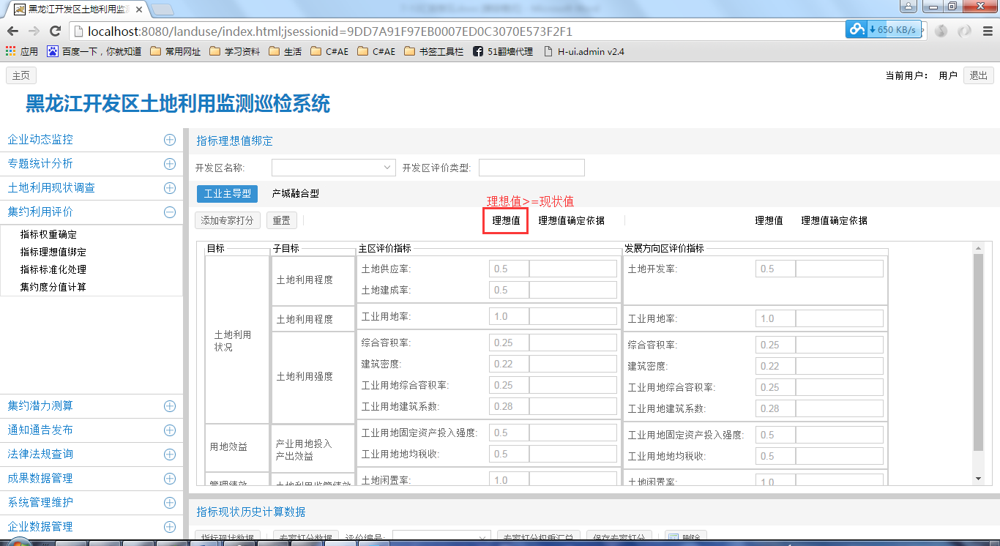 黑龙江开发区土地利用监测
localhost:8080/landuse/index.html;jsessionid=9DD7A91F97EB0007ED0C3070E573F2F1
650 KB/s
应用 百度一下，你就知道 常用网址 学习资料 生活 C#AE C#AE 书签工具栏 51翻墙代理 H-ui.admin v2.4
主页 当前用户： 用户 退出
黑龙江开发区土地利用监测巡检系统
企业动态监控
专题统计分析
土地利用现状调查
集约利用评价
指标权重确定
指标理想值绑定
指标标准化处理
集约度分值计算
集约潜力测算
通知通告发布
法律法规查询
成果数据管理
系统管理维护
企业数据管理
指标理想值绑定
开发区名称: 开发区评价类型:
工业主导型 产城融合型
理想值>=现状值
添加专家打分 重置 理想值 理想值确定依据 理想值 理想值确定依据
目标 子目标 主区评价指标 发展方向区评价指标
土地利用状况
土地利用程度
土地供应率: 0.5
土地建成率: 0.5
土地开发率: 0.5
土地利用程度
工业用地率: 1.0
工业用地率: 1.0
土地利用强度
综合容积率: 0.25
建筑密度: 0.22
工业用地综合容积率: 0.25
工业用地建筑系数: 0.28
综合容积率: 0.25
建筑密度: 0.22
工业用地综合容积率: 0.25
工业用地建筑系数: 0.28
用地效益
产业用地投入
产出效益
工业用地固定资产投入强度: 0.5
工业用地地均税收: 0.5
工业用地固定资产投入强度: 0.5
工业用地地均税收: 0.5
管理绩效 土地利用监管绩效 土地闲置率: 1.0 土地闲置率: 1.0
指标现状历史计算数据
指标现状数据 专家打分数据 评价编号: 专家打分权重汇总 保存专家打分 删除